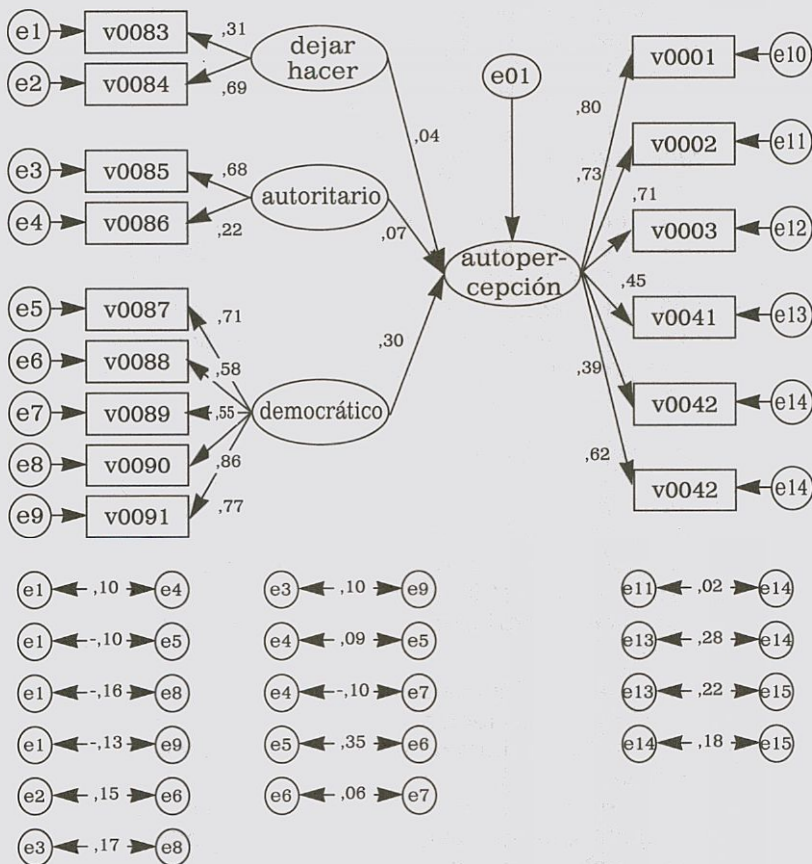 e1
v0083
,31
dejar
hacer
e2
v0084
,69
e01
v0001
e10
,80
,04
e3
v0085
,68
autoritario
e4
v0086
,22
,07
v0002
e11
,73
,71
v0003
e12
autoper-
cepción
,45
v0041
e13
e5
v0087
,71
,30
e6
v0088
,58
,39
e7
v0089
,55
democrático
v0042
e14
e8
v0090
,86
,62
e9
v0091
,77
v0042
e14
e1 ,10 e4
e3 ,10 e9
e11 ,02 e14
e1 -,10 e5
e4 ,09 e5
e13 ,28 e14
e1 -,16 e8
e4 -,10 e7
e13 ,22 e15
e1 -,13 e9
e5 ,35 e6
e14 ,18 e15
e2 ,15 e6
e6 ,06 e7
e3 ,17 e8